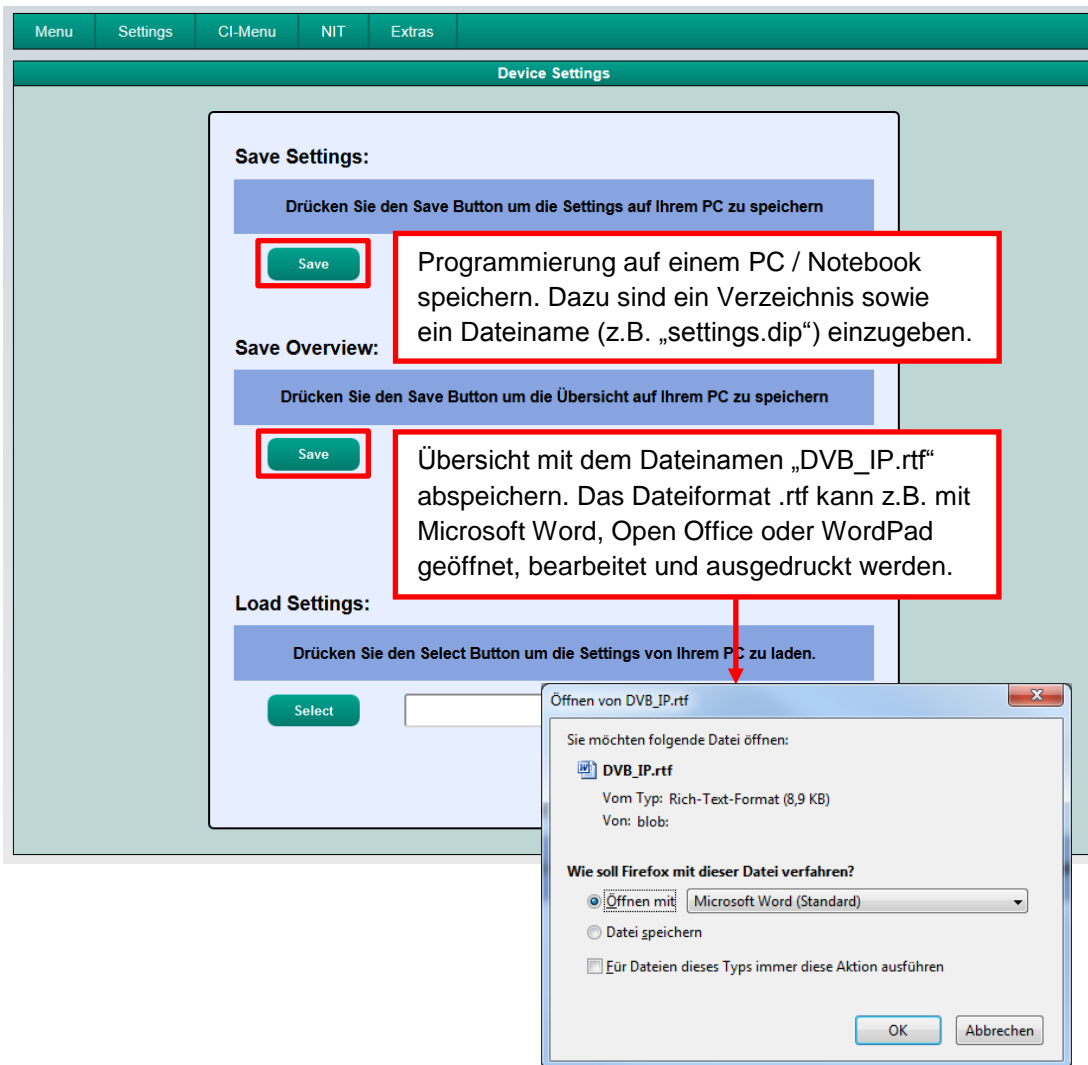 Menu Settings CI-Menu NIT Extras
Device Settings
Save Settings:
Drücken Sie den Save Button um die Settings auf Ihrem PC zu speichern
Save
Programmierung auf einem PC / Notebook
speichern. Dazu sind ein Verzeichnis sowie
ein Dateiname (z.B. „settings.dip“) einzugeben.
Save Overview:
Drücken Sie den Save Button um die Übersicht auf Ihrem PC zu speichern
Save
Übersicht mit dem Dateinamen „DVB_IP.rtf“
abspeichern. Das Dateiformat .rtf kann z.B. mit
Microsoft Word, Open Office oder WordPad
geöffnet, bearbeitet und ausgedruckt werden.
Load Settings:
Drücken Sie den Select Button um die Settings von Ihrem PC zu laden.
Select
Öffnen von DVB_IP.rtf
Sie möchten folgende Datei öffnen:
DVB_IP.rtf
Vom Typ: Rich-Text-Format (8,9 KB)
Von: blob:
Wie soll Firefox mit dieser Datei verfahren?
Öffnen mit Microsoft Word (Standard)
Datei speichern
Für Dateien dieses Typs immer diese Aktion ausführen
OK Abbrechen